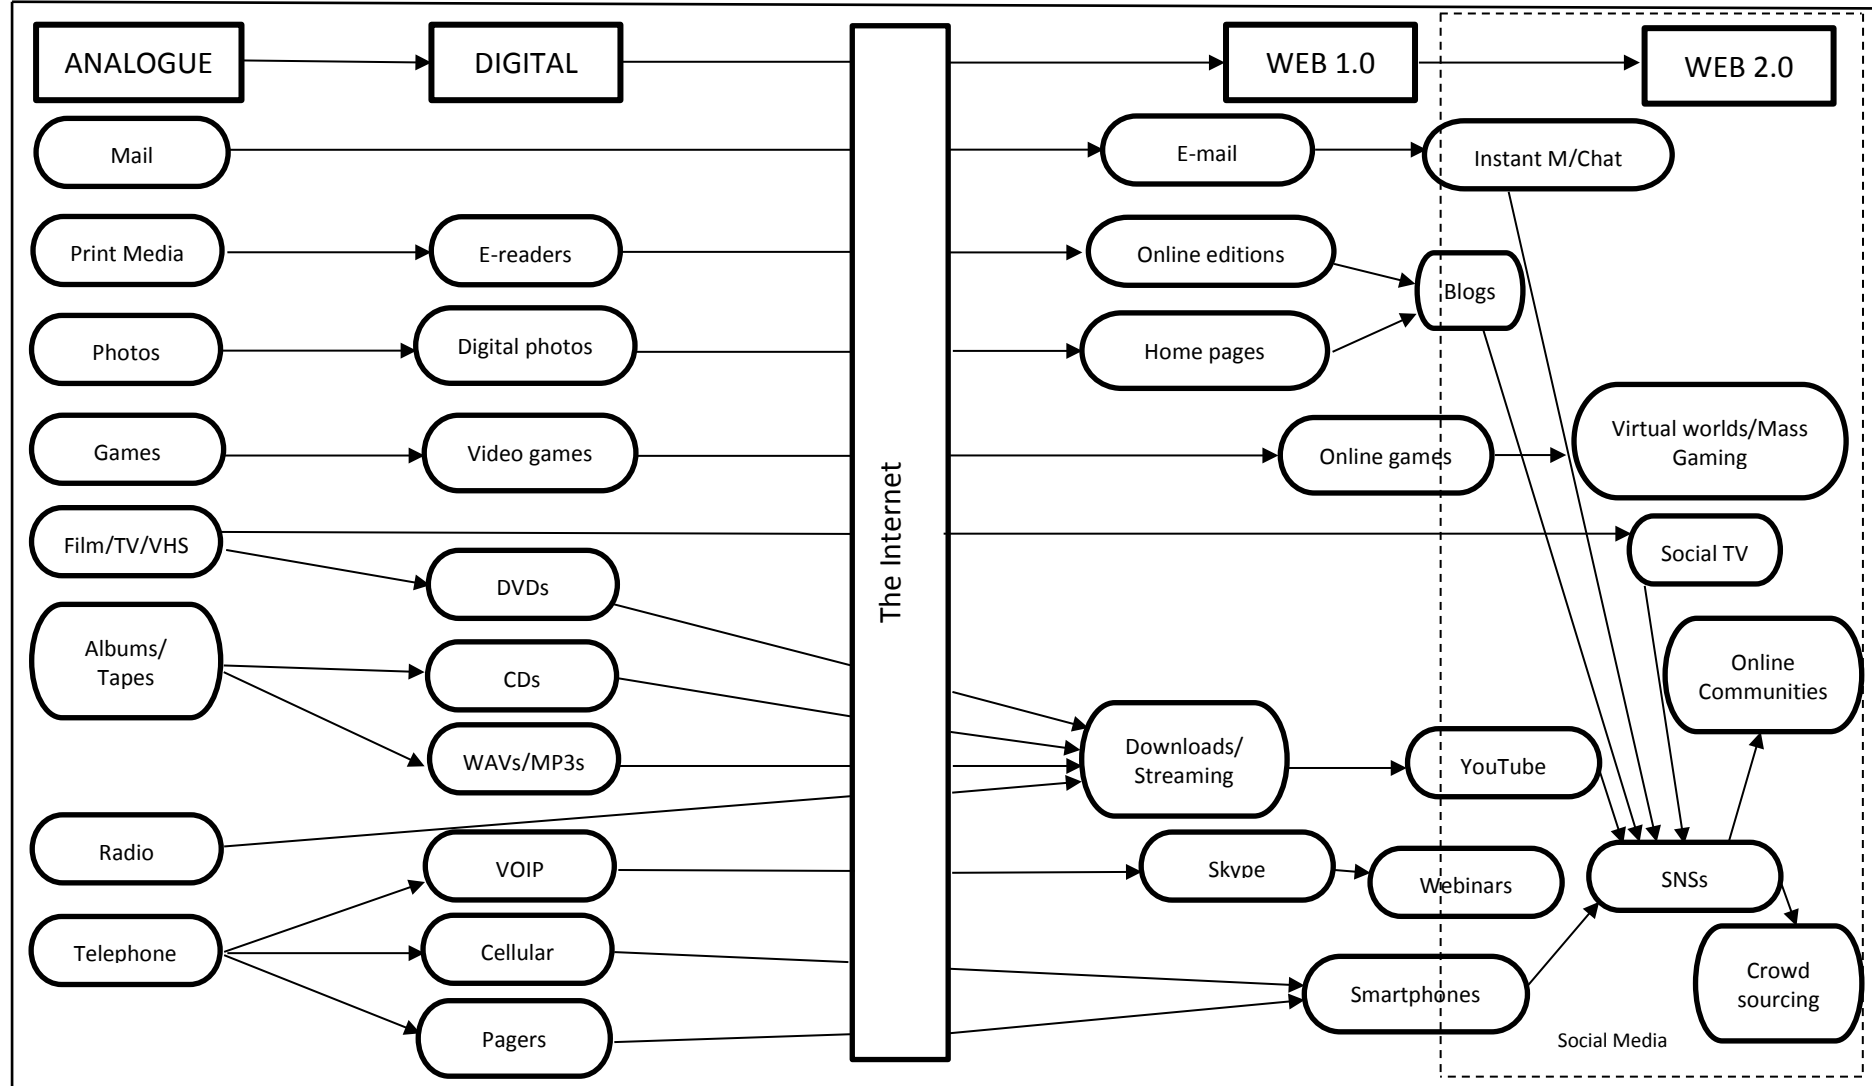 ANALOGUE
DIGITAL
WEB 1.0
WEB 2.0
Mail
E-mail
Instant M/Chat
Print Media
E-readers
Online editions
Blogs
Photos
Digital photos
Home pages
Games
Video games
Online games
Virtual worlds/Mass
Gaming
The Internet
Film/TV/VHS
DVDs
Social TV
Albums/
Tapes
CDs
Online
Communities
WAVs/MP3s
Downloads/
Streaming
YouTube
Radio
VOIP
Skype
Webinars
SNSs
Telephone
Cellular
Smartphones
Crowd
sourcing
Pagers
Social Media